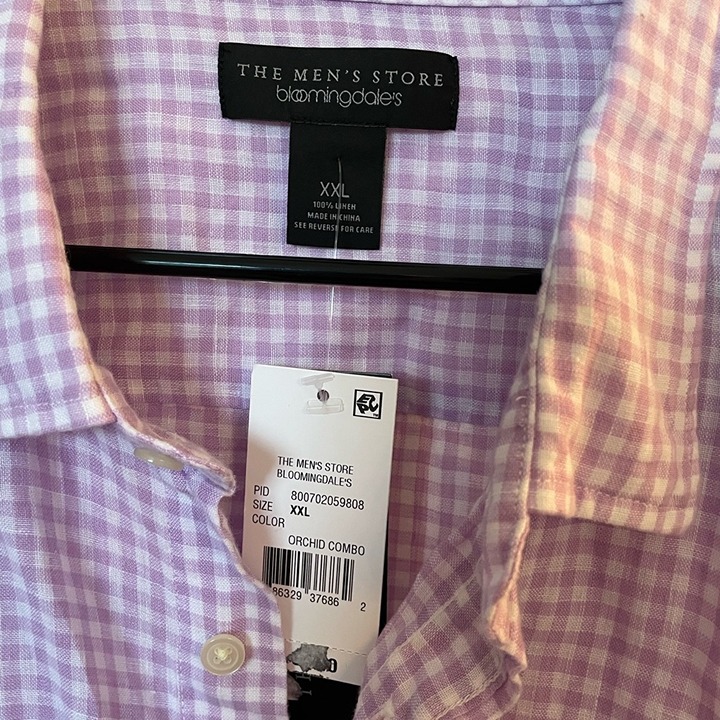 THE MEN'S STORE
bloomingdale's
XXL
100% LINEN
MADE IN CHINA
SEE REVERSE FOR CARE
EPC
THE MEN'S STORE
BLOOMINGDALE'S
PID 800702059808
SIZE XXL
COLOR
ORCHID COMBO
86329 37686 2